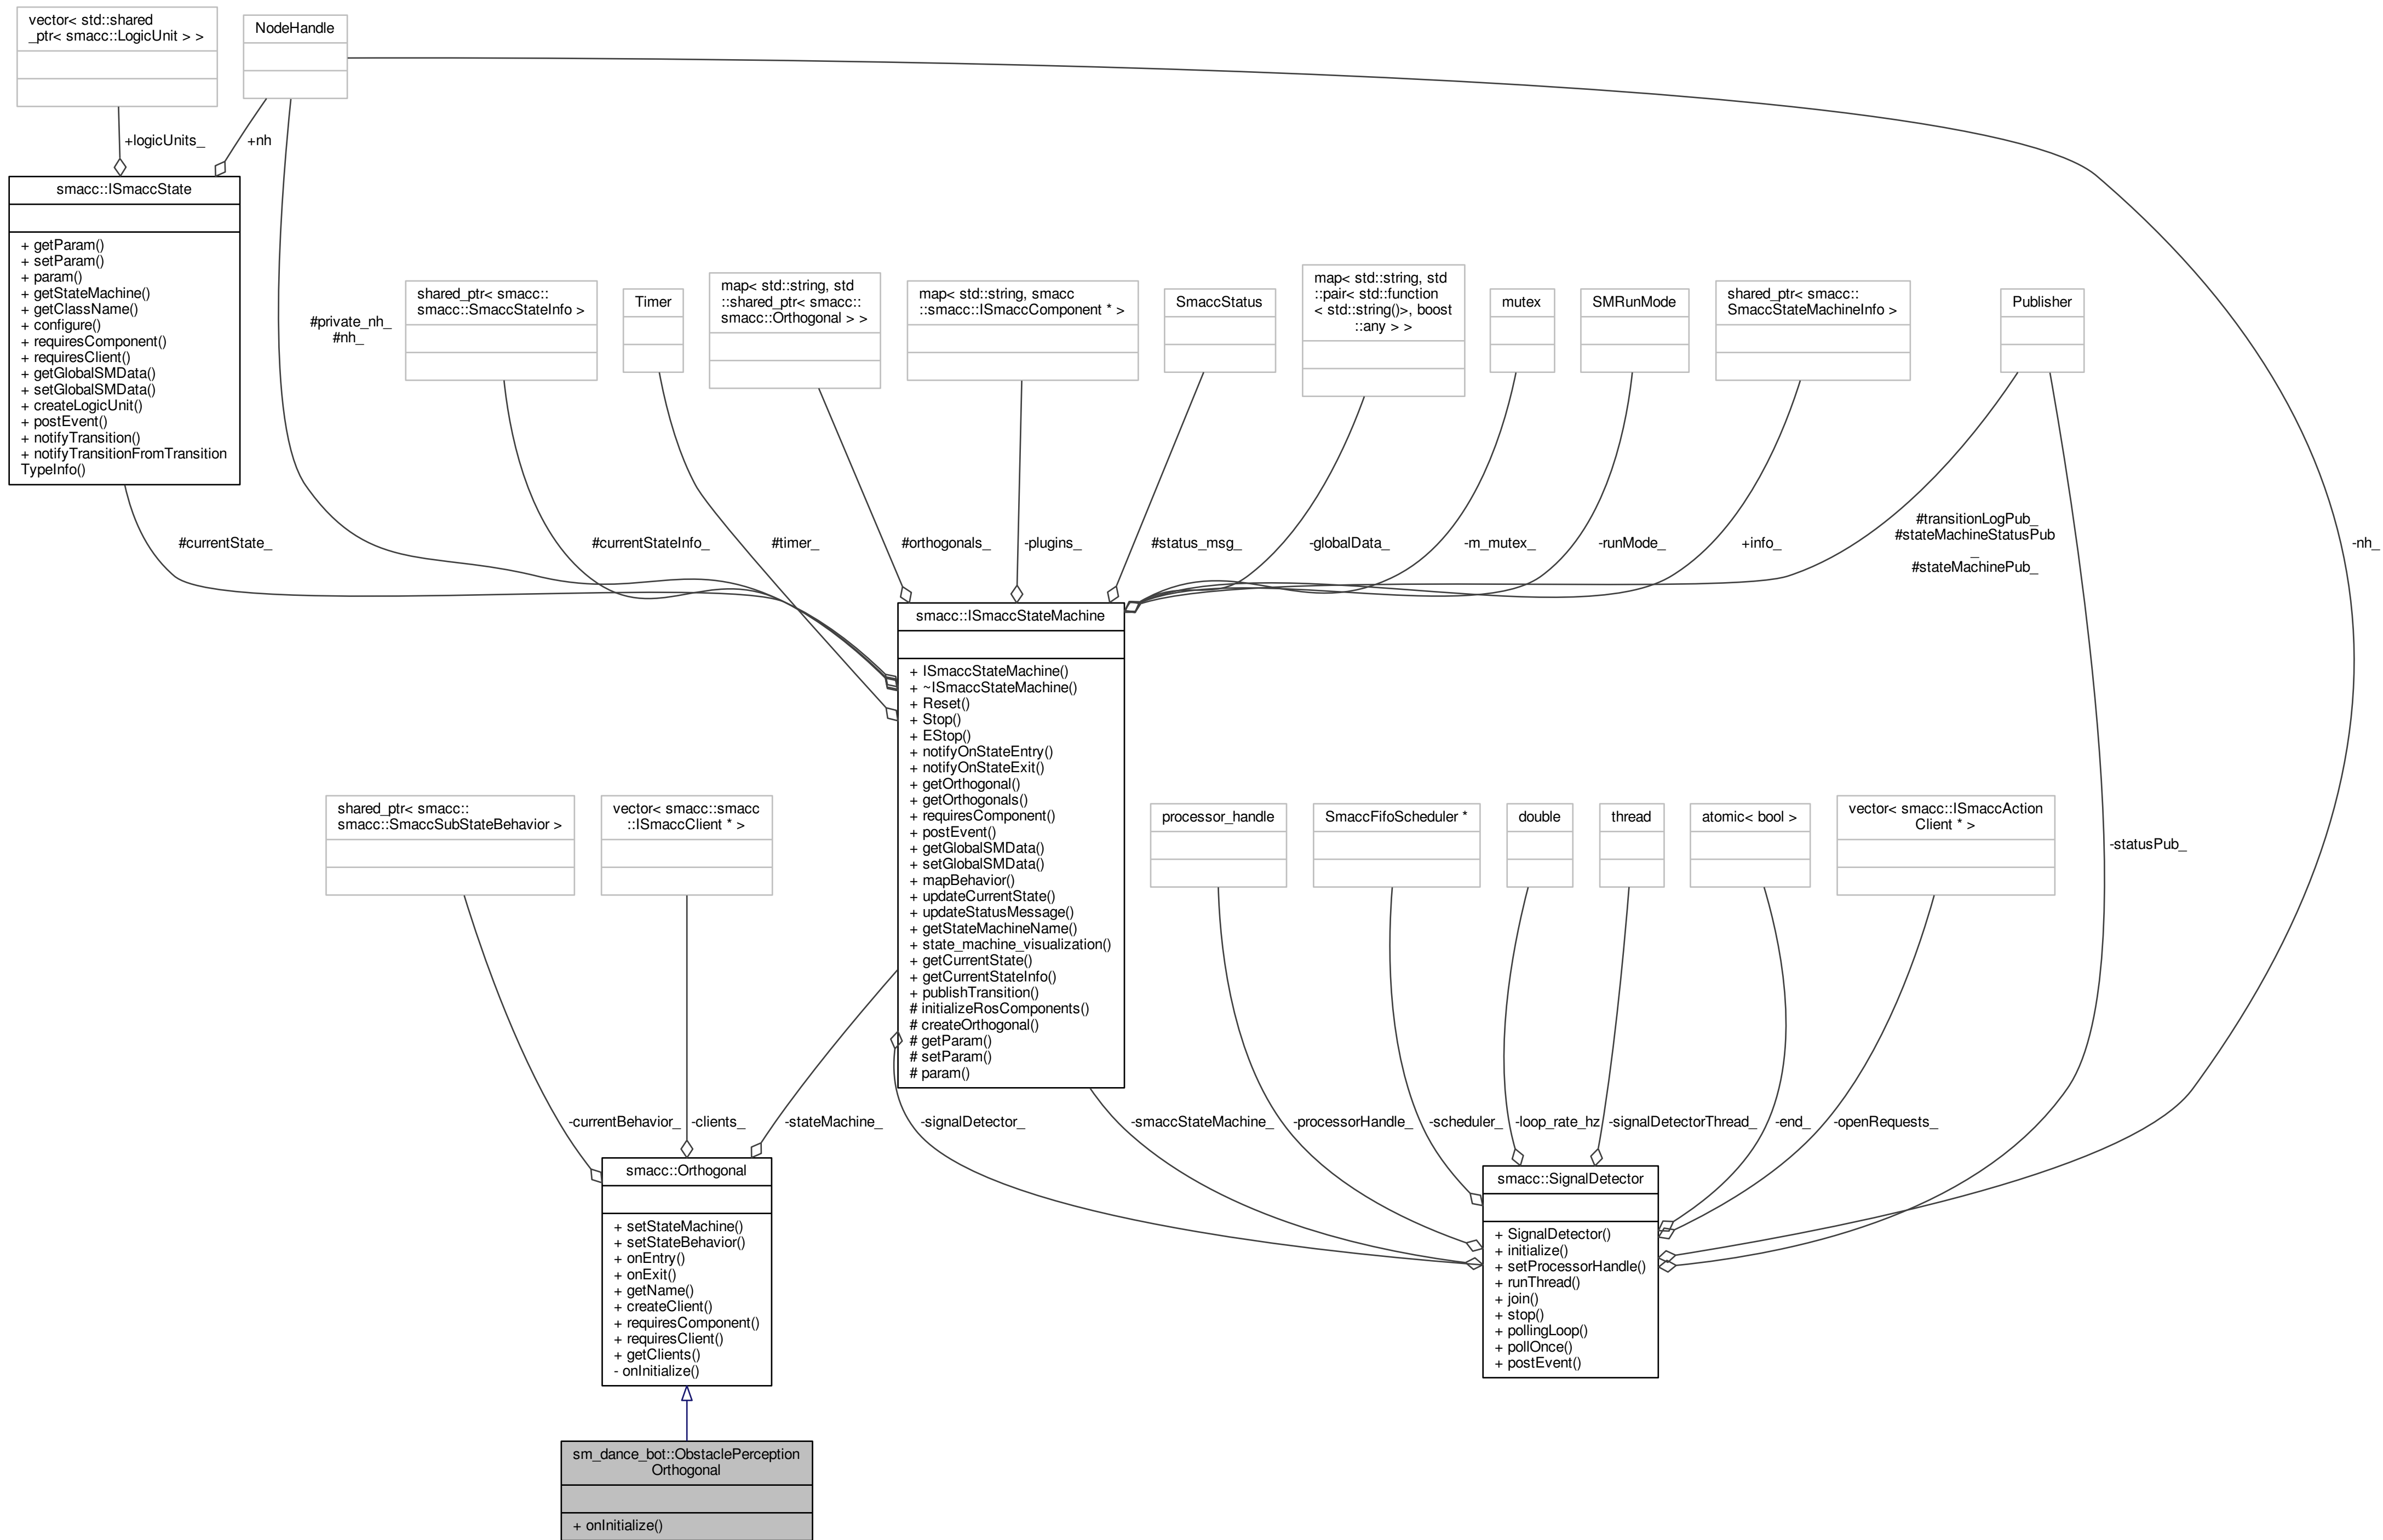 vector< std::shared
_ptr< smacc::LogicUnit > >
NodeHandle
+logicUnits_
+nh
smacc::ISmaccState
+ getParam()
+ setParam()
+ param()
+ getStateMachine()
+ getClassName()
+ configure()
+ requiresComponent()
+ requiresClient()
+ getGlobalSMData()
+ setGlobalSMData()
+ createLogicUnit()
+ postEvent()
+ notifyTransition()
+ notifyTransitionFromTransition
TypeInfo()
#private_nh_
#nh_
shared_ptr< smacc::
smacc::SmaccStateInfo >
Timer
map< std::string, std
::shared_ptr< smacc::
smacc::Orthogonal > >
map< std::string, smacc
::smacc::ISmaccComponent * >
SmaccStatus
map< std::string, std
::pair< std::function
< std::string()>, boost
::any > >
mutex
SMRunMode
shared_ptr< smacc::
SmaccStateMachineInfo >
Publisher
#currentState_
#currentStateInfo_
#timer_
#orthogonals_
-plugins_
#status_msg_
-globalData_
-m_mutex_
-runMode_
+info_
#transitionLogPub_
#stateMachineStatusPub
_
#stateMachinePub_
-nh_
smacc::ISmaccStateMachine
+ ISmaccStateMachine()
+ ~ISmaccStateMachine()
+ Reset()
+ Stop()
+ EStop()
+ notifyOnStateEntry()
+ notifyOnStateExit()
+ getOrthogonal()
+ getOrthogonals()
+ requiresComponent()
+ postEvent()
+ getGlobalSMData()
+ setGlobalSMData()
+ mapBehavior()
+ updateCurrentState()
+ updateStatusMessage()
+ getStateMachineName()
+ state_machine_visualization()
+ getCurrentState()
+ getCurrentStateInfo()
+ publishTransition()
# initializeRosComponents()
# createOrthogonal()
# getParam()
# setParam()
# param()
shared_ptr< smacc::
smacc::SmaccSubStateBehavior >
vector< smacc::smacc
::ISmaccClient * >
processor_handle
SmaccFifoScheduler *
double
thread
atomic< bool >
vector< smacc::ISmaccAction
Client * >
-statusPub_
-currentBehavior_
-clients_
-stateMachine_
-signalDetector_
-smaccStateMachine_
-processorHandle_
-scheduler_
-loop_rate_hz
-signalDetectorThread_
-end_
-openRequests_
smacc::Orthogonal
+ setStateMachine()
+ setStateBehavior()
+ onEntry()
+ onExit()
+ getName()
+ createClient()
+ requiresComponent()
+ requiresClient()
+ getClients()
- onInitialize()
smacc::SignalDetector
+ SignalDetector()
+ initialize()
+ setProcessorHandle()
+ runThread()
+ join()
+ stop()
+ pollingLoop()
+ pollOnce()
+ postEvent()
sm_dance_bot::ObstaclePerception
Orthogonal
+ onInitialize()